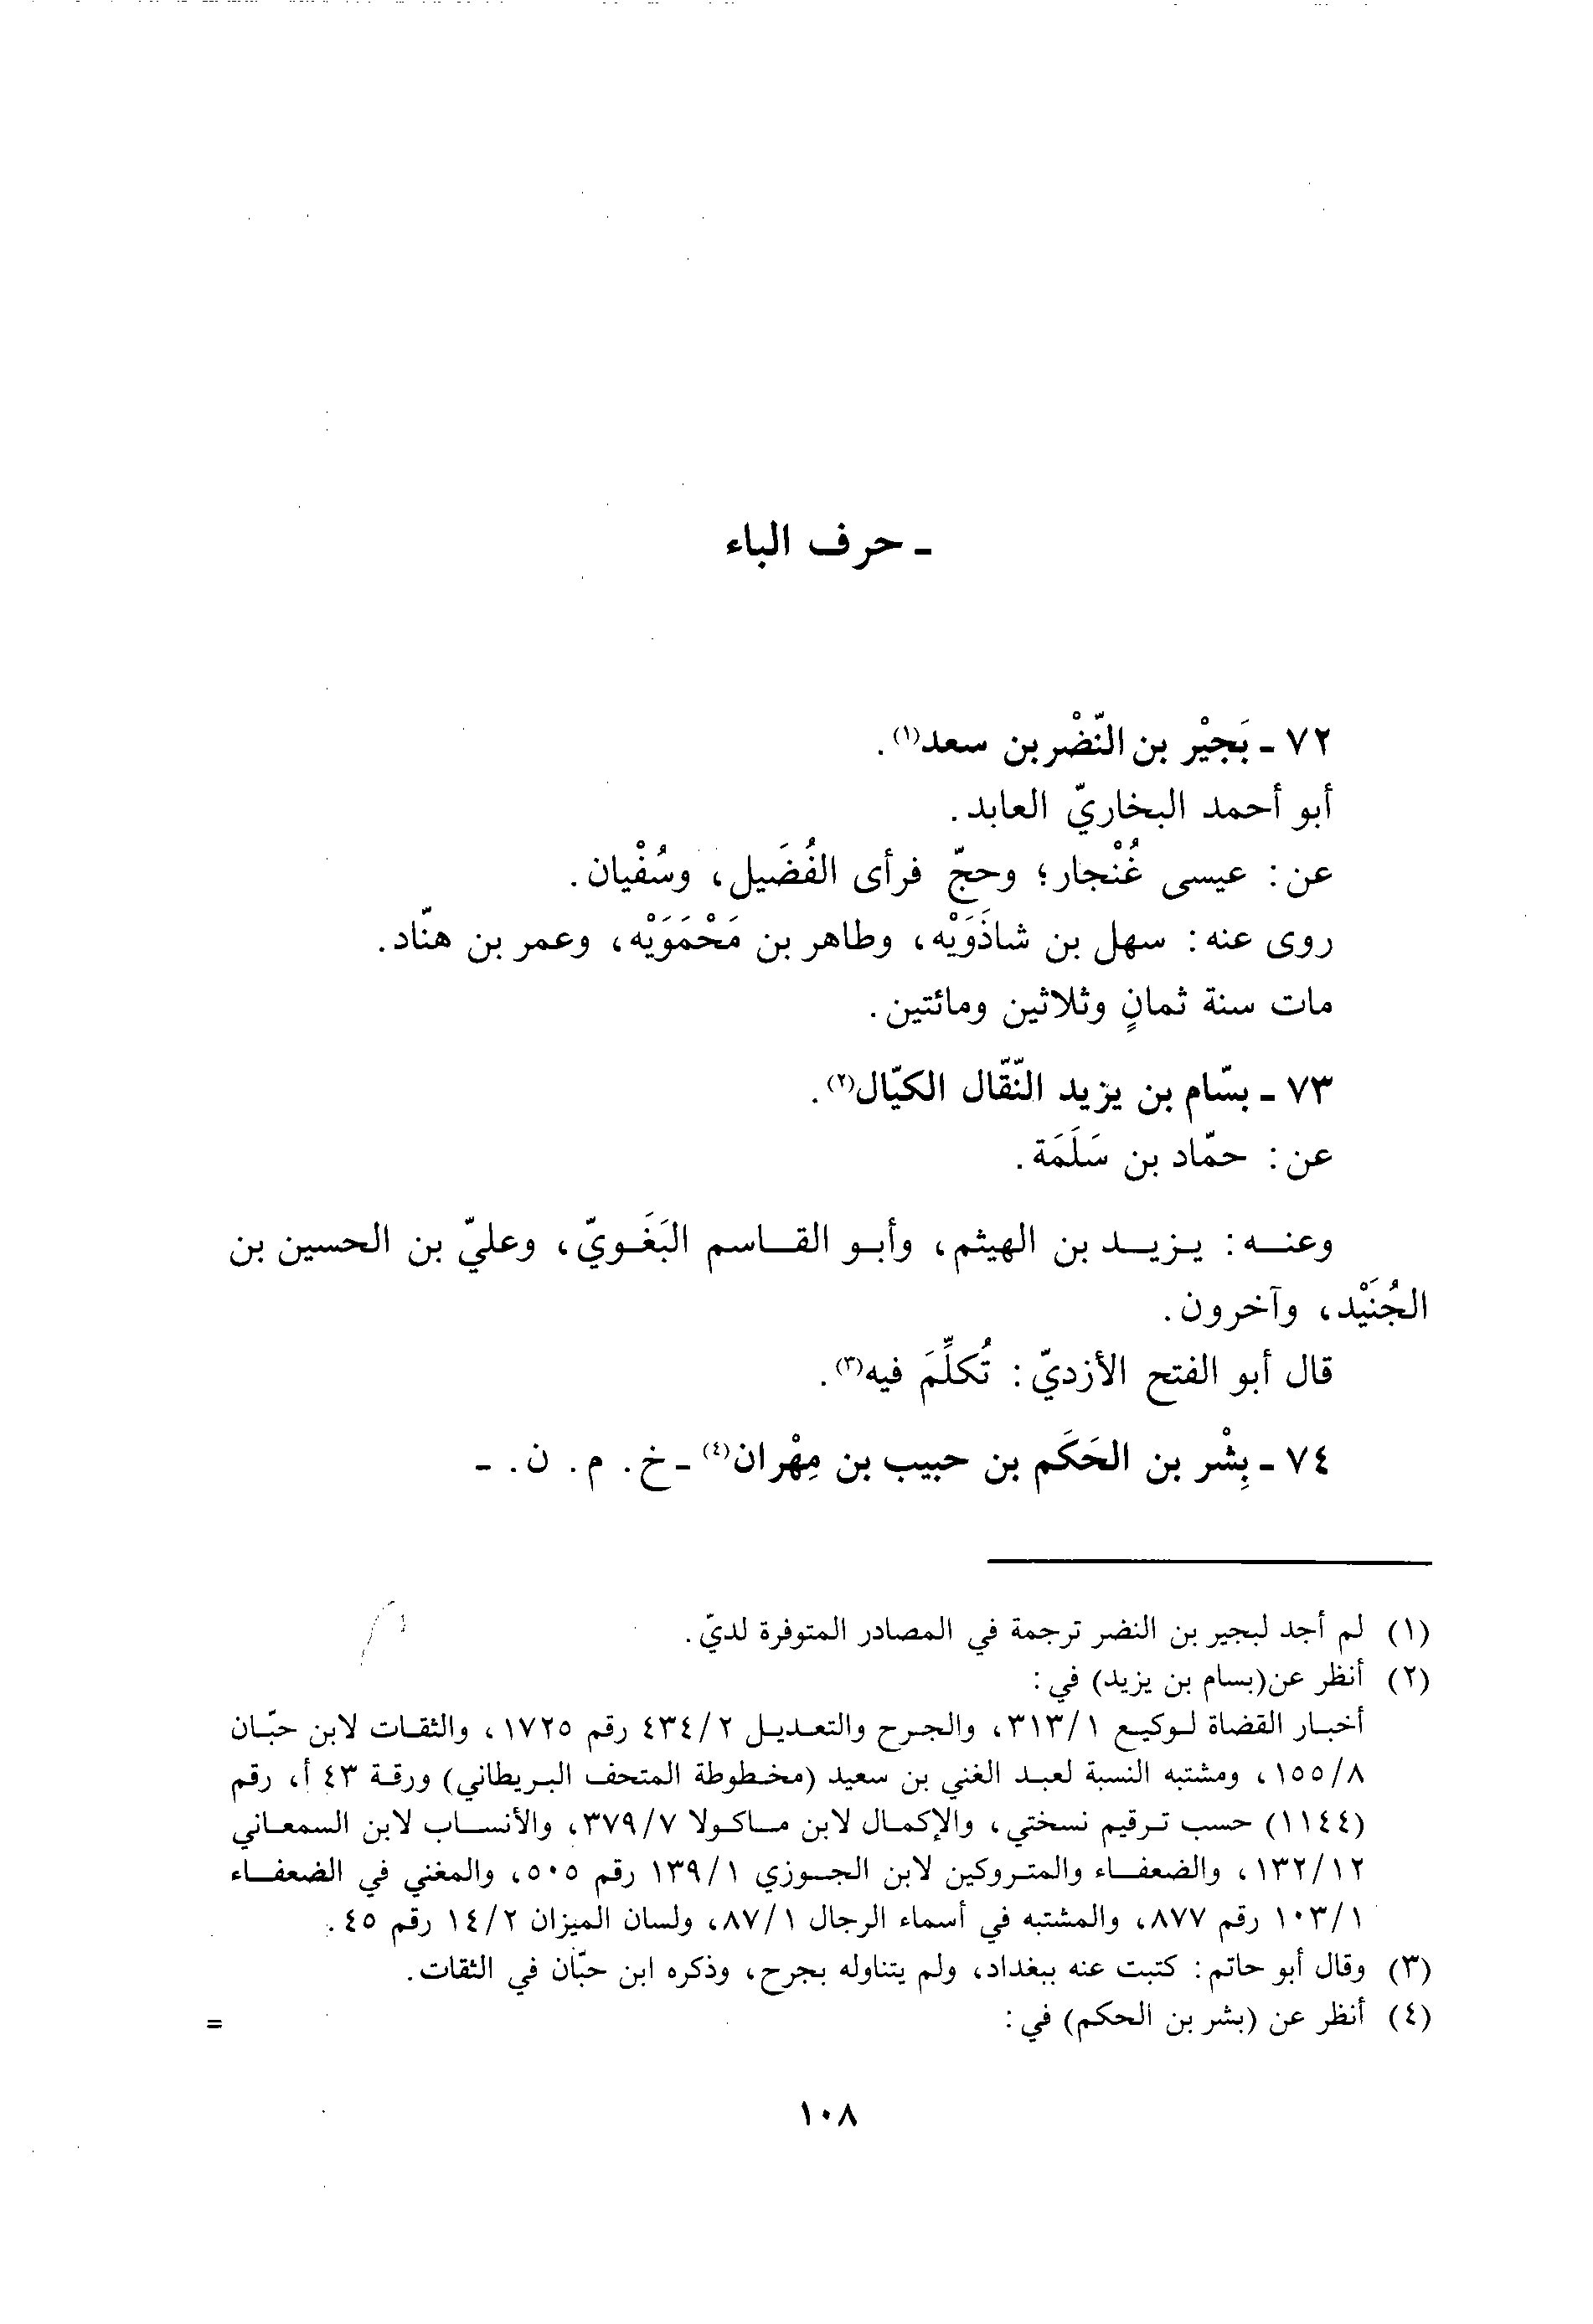 ـ حرف الباء
٧٢ ـ بَجيْر بن النّضْر بن سعد(١).
أبو أحمد البخاريّ العابد.
عن: عيسى غُنْجار؛ وحجّ فرأى الفُضَيل، وسُفْيان.
روى عنه: سهل بن شاذَوَيْه، وطاهر بن مَحْمَوَيْه، وعمر بن هنّاد.
مات سنة ثمانٍ وثلاثين ومائتين.
٧٣ ـ بسّام بن يزيد النّقّال الكيّال(٢).
عن: حمّاد بن سَلَمَة.
وعنه: يزيد بن الهيثم، وأبو القاسم البَغَويّ، وعليّ بن الحسين بن
الجُنَيْد، وآخرون.
قال أبو الفتح الأزديّ: تُكلِّمَ فيه(٣).
٧٤ ـ بِشْر بن الحَكَم بن حبيب بن مِهْران(٤) ـ خ. م. ن. ـ
(١) لم أجد لبجير بن النضر ترجمة في المصادر المتوفرة لديّ.
(٢) أنظر عن (بسام بن يزيد) في:
أخبار القضاة لوكيع ٣١٣/١، والجرح والتعديل ٤٣٤/٢ رقم ١٧٢٥، والثقات لابن حبّان
١٥٥/٨، ومشتبه النسبة لعبد الغني بن سعيد (مخطوطة المتحف البريطاني) ورقة ٤٣ أ، رقم
(١١٤٤) حسب ترقيم نسختي، والإكمال لابن ماكولا ٣٧٩/٧، والأنساب لابن السمعاني
١٣٢/١٢، والضعفاء والمتروكين لابن الجوزي ١٣٩/١ رقم ٥٠٥، والمغني في الضعفاء
١٠٣/١ رقم ٨٧٧، والمشتبه في أسماء الرجال ٨٧/١، ولسان الميزان ١٤/٢ رقم ٤٥.
(٣) وقال أبو حاتم: كتبت عنه ببغداد، ولم يتناوله بجرح، وذكره ابن حبّان في الثقات.
(٤) أنظر عن (بشر بن الحكم) في: =
١٠٨